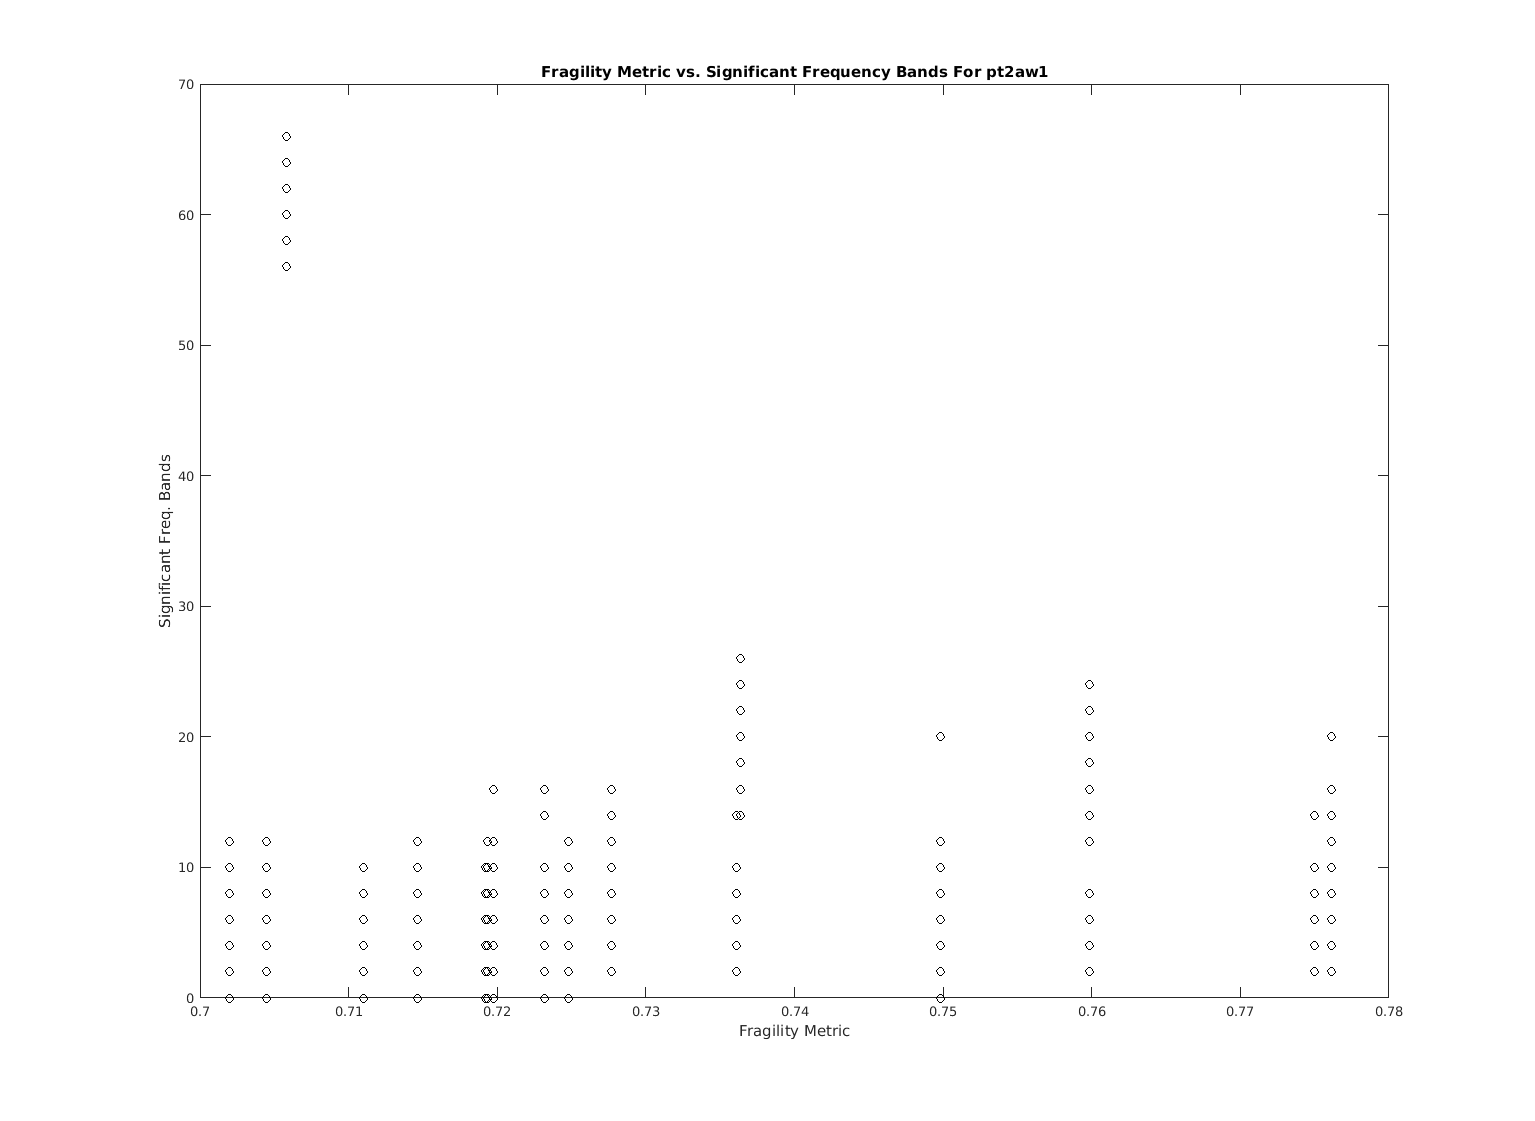 Fragility Metric vs. Significant Frequency Bands For pt2aw1
70
60
50
40
30
20
10
0
Significant Freq. Bands
0.7 0.71 0.72 0.73 0.74 0.75 0.76 0.77 0.78
Fragility Metric